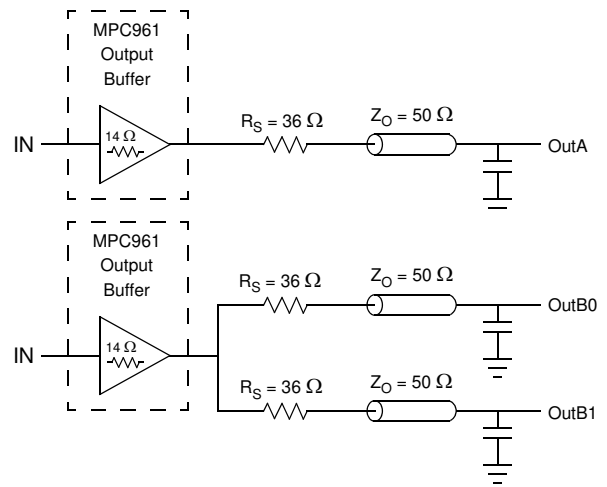 MPC961
Output
Buffer
IN
14 Ω
R_S = 36 Ω
Z_O = 50 Ω
OutA
MPC961
Output
Buffer
IN
14 Ω
R_S = 36 Ω
Z_O = 50 Ω
OutB0
R_S = 36 Ω
Z_O = 50 Ω
OutB1